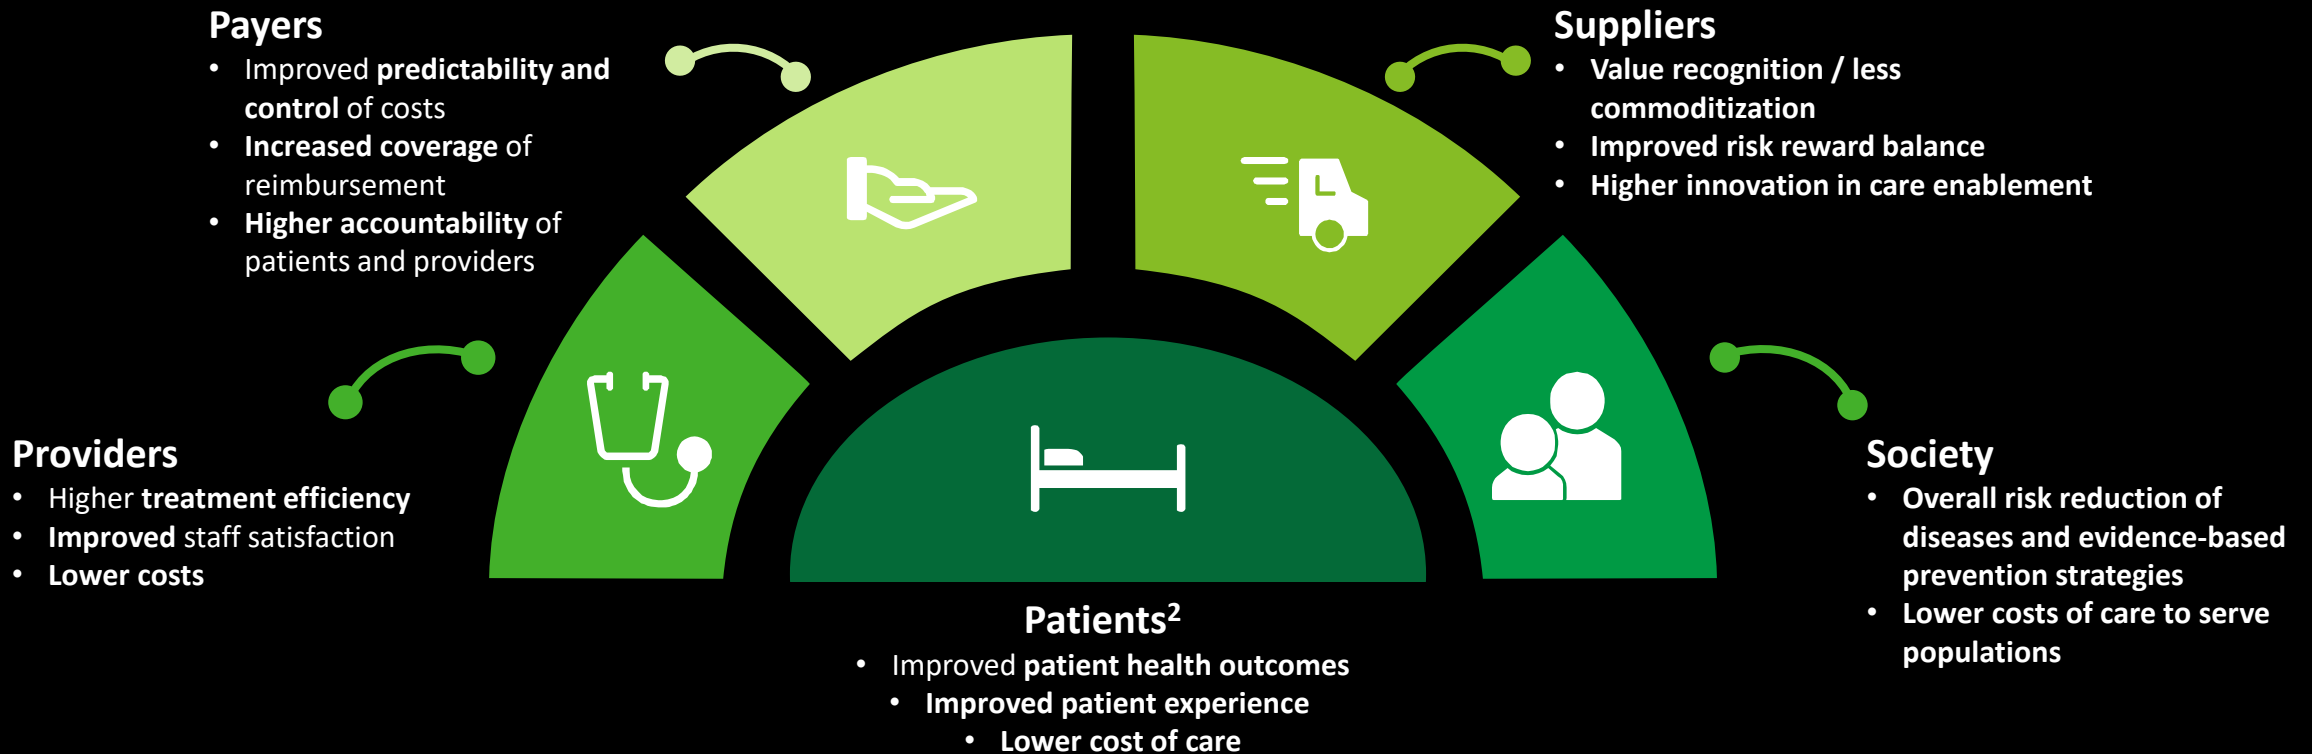 Payers
• Improved predictability and
control of costs
• Increased coverage of
reimbursement
• Higher accountability of
patients and providers
Suppliers
• Value recognition / less
commoditization
• Improved risk reward balance
• Higher innovation in care enablement
Providers
• Higher treatment efficiency
• Improved staff satisfaction
• Lower costs
Society
• Overall risk reduction of
diseases and evidence-based
prevention strategies
• Lower costs of care to serve
populations
Patients²
• Improved patient health outcomes
• Improved patient experience
• Lower cost of care